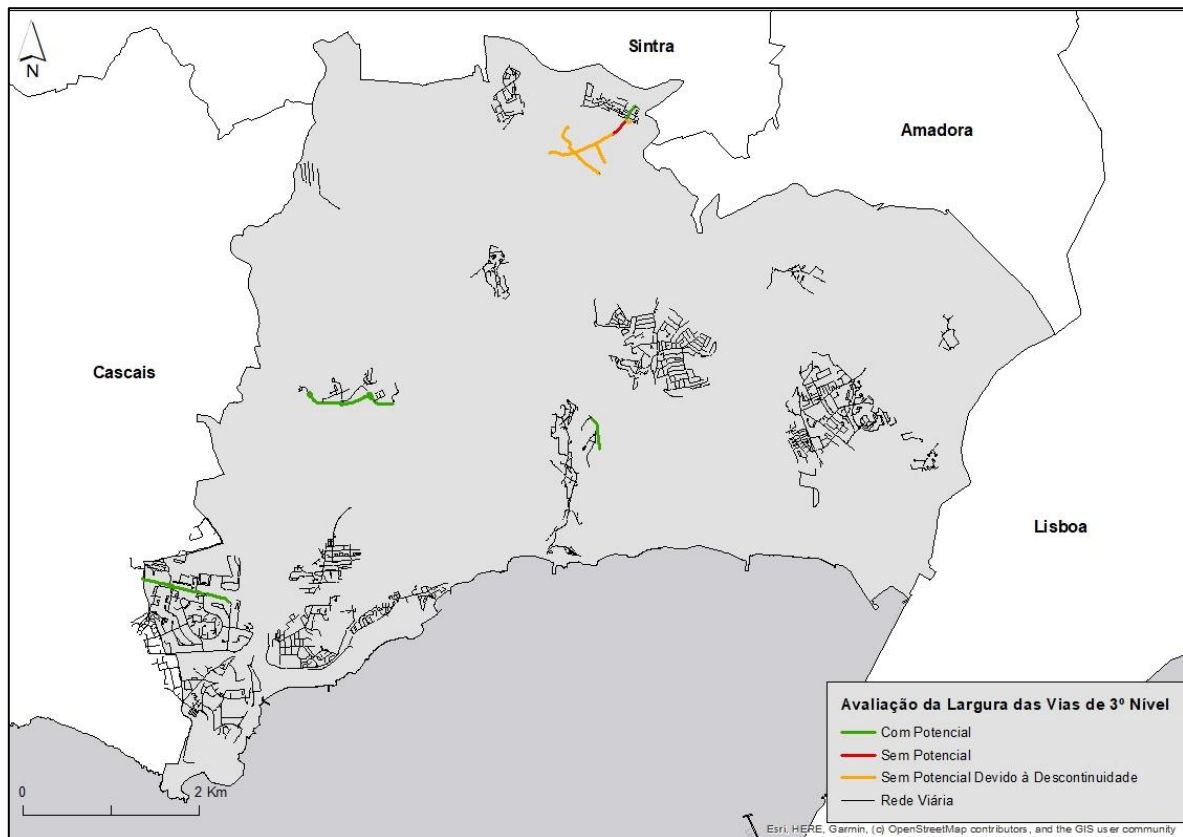 Sintra
N
Amadora
Cascais
Lisboa
Avaliação da Largura das Vias de 3º Nível
Com Potencial
Sem Potencial
Sem Potencial Devido à Descontinuidade
Rede Viária
0 2 Km
Esri, HERE, Garmin, (c) OpenStreetMap contributors, and the GIS user community